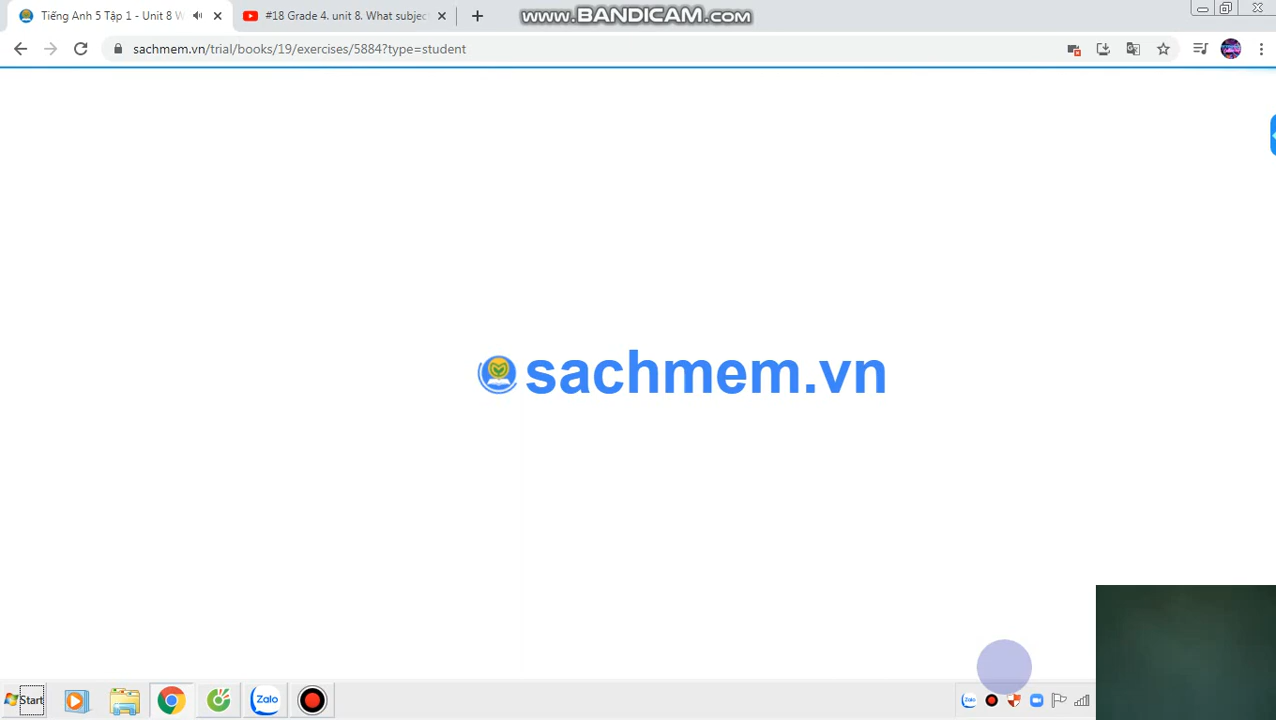 Tiếng Anh 5 Tập 1 - Unit 8 W
#18 Grade 4. unit 8. What subjec
www.BANDICAM.com
sachmem.vn/trial/books/19/exercises/5884?type=student
sachmem.vn
Start
Zalo
Zalo